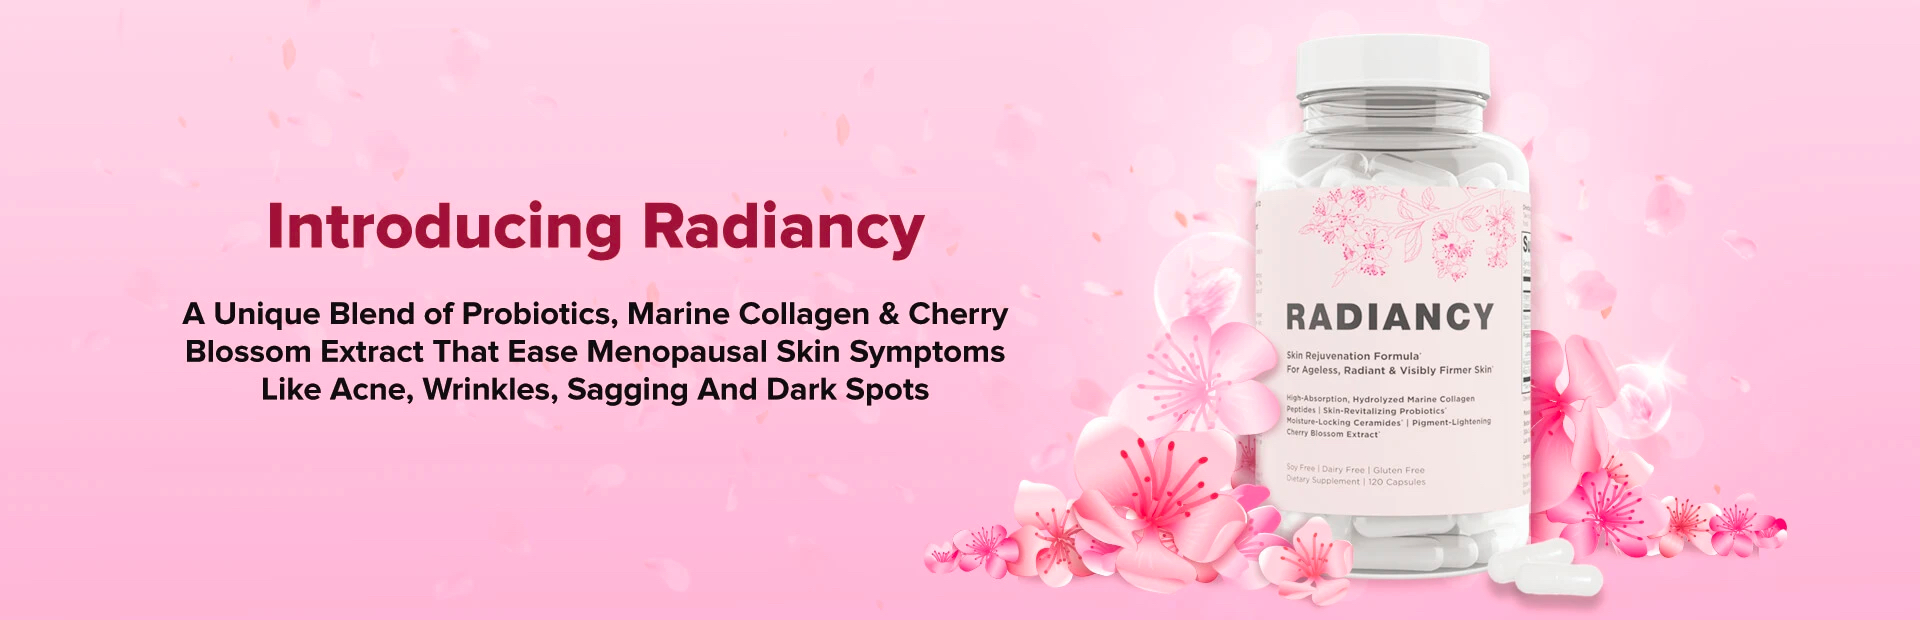 Introducing Radiancy
A Unique Blend of Probiotics, Marine Collagen & Cherry
Blossom Extract That Ease Menopausal Skin Symptoms
Like Acne, Wrinkles, Sagging And Dark Spots
RADIANCY
Skin Rejuvenation Formula*
For Ageless, Radiant & Visibly Firmer Skin*
High-Absorption, Hydrolyzed Marine Collagen
Peptides | Skin-Revitalizing Probiotics*
Moisture-Locking Ceramides* | Pigment-Lightening
Cherry Blossom Extract*
Soy Free | Dairy Free | Gluten Free
Dietary Supplement | 120 Capsules